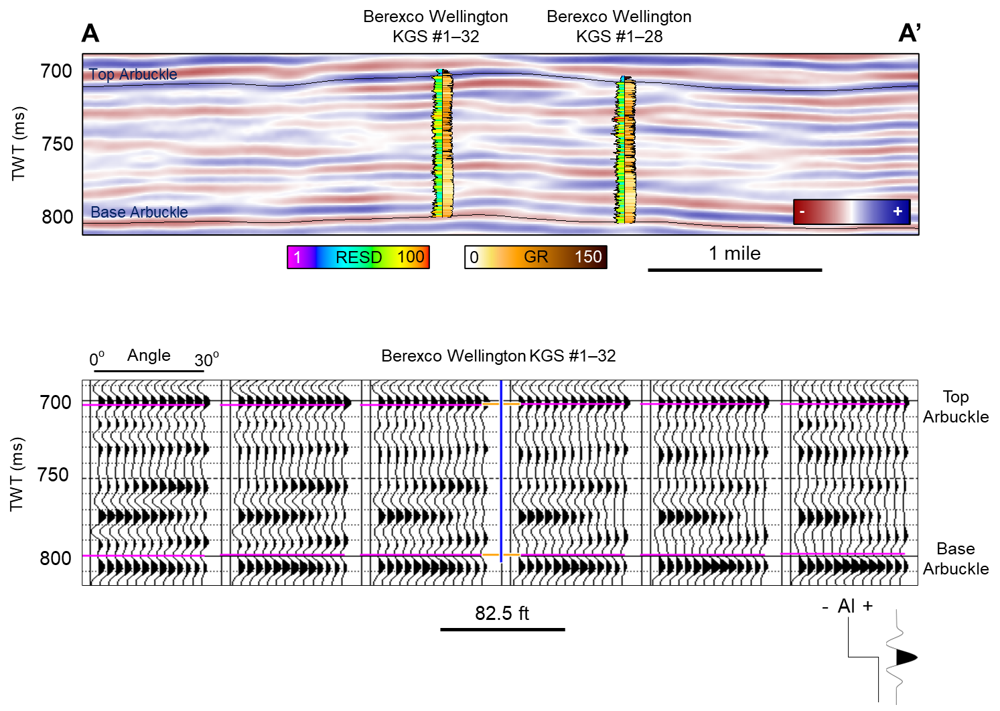 Berexco Wellington
KGS #1–32
Berexco Wellington
KGS #1–28
A
A’
TWT (ms)
700
750
800
Top Arbuckle
Base Arbuckle
- +
1 RESD 100
0 GR 150
1 mile
0º Angle 30º
Berexco Wellington KGS #1–32
TWT (ms)
700
750
800
Top
Arbuckle
Base
Arbuckle
82.5 ft
- AI +